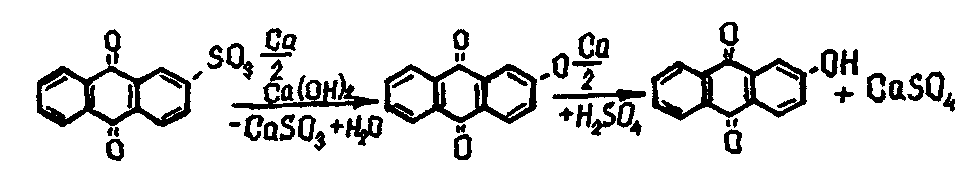 O O O
SO₃ Ca/2 O Ca/2 OH
Ca(OH)₂ + CaSO₄
-CaSO₃ +H₂O +H₂SO₄
O O O